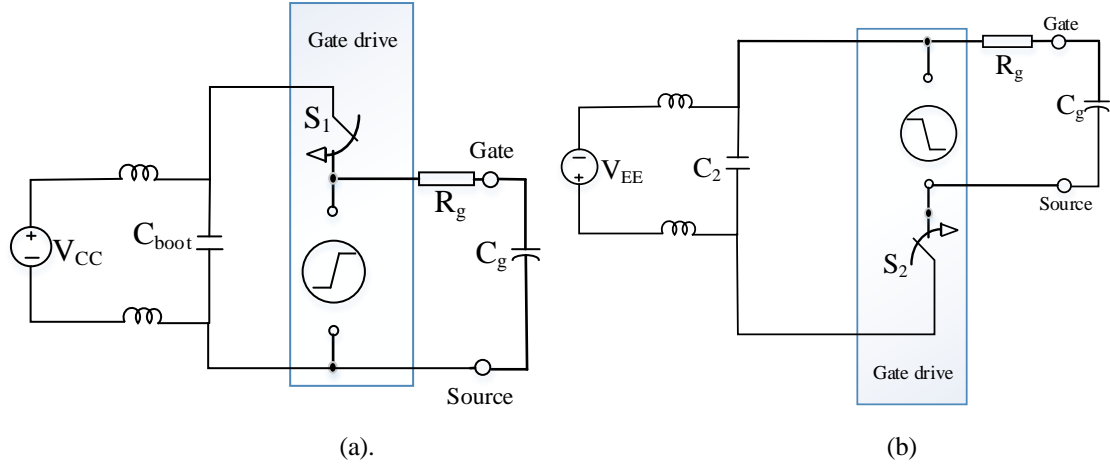 Gate drive
S1
Gate
Rg
VCC
Cboot
Cg
Source
(a).
Gate
Rg
Cg
VEE
C2
Source
S2
Gate drive
(b)